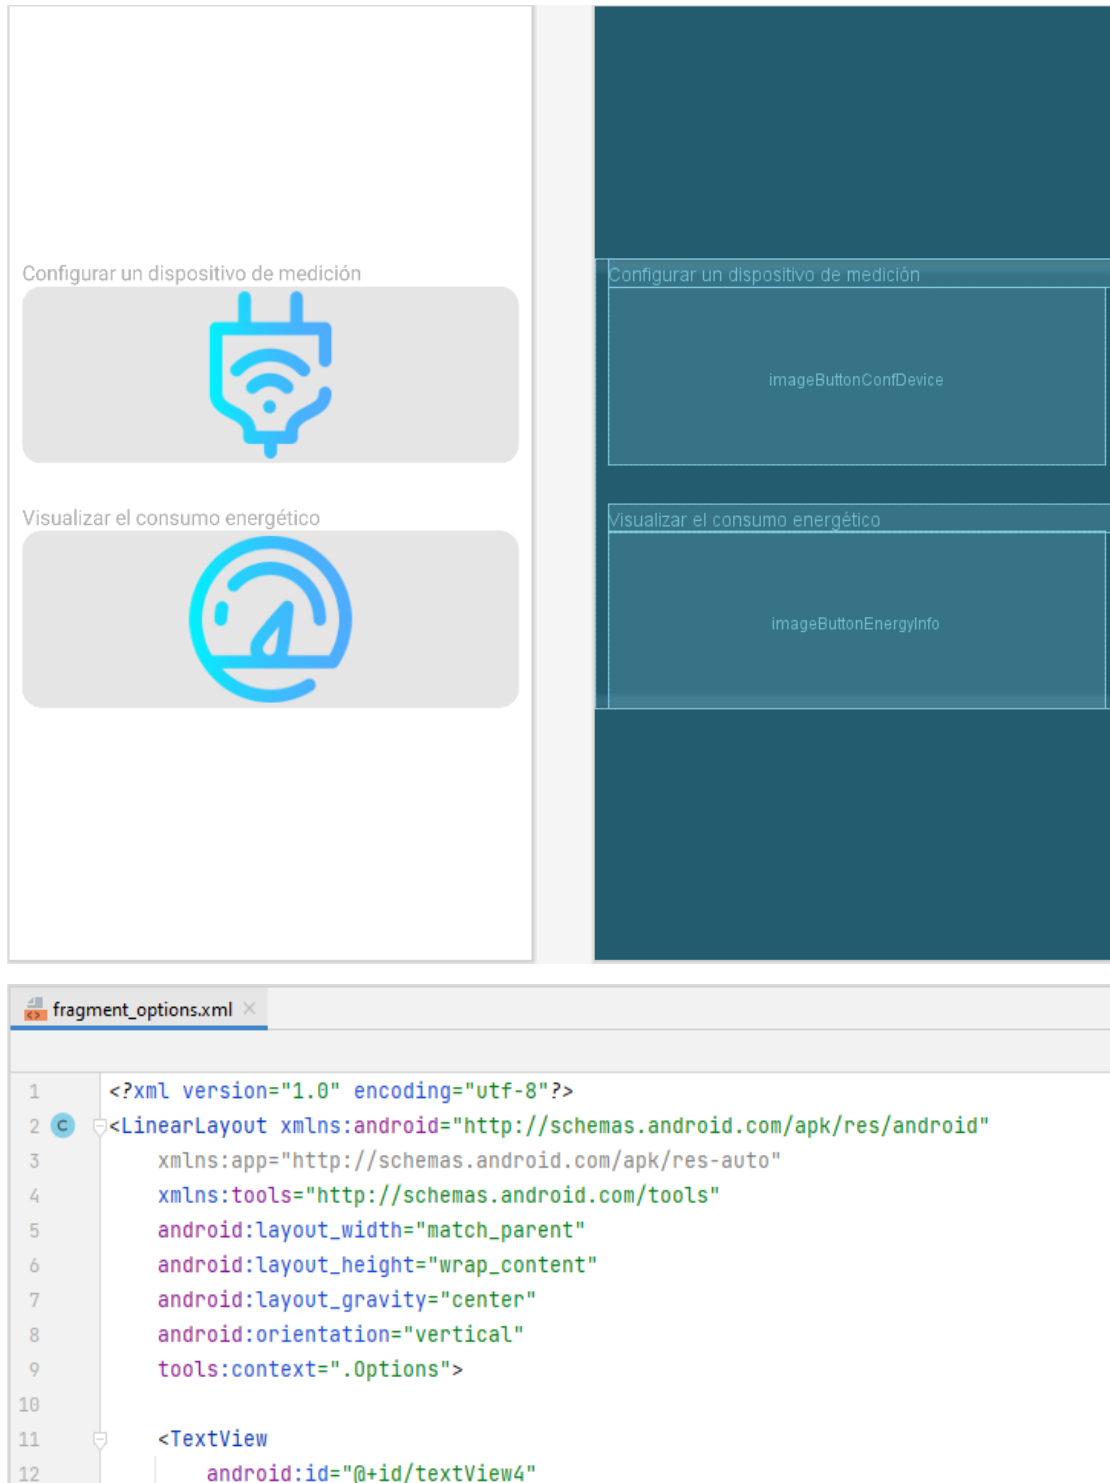 Configurar un dispositivo de medición
Visualizar el consumo energético
Configurar un dispositivo de medición
imageButtonConfDevice
Visualizar el consumo energético
imageButtonEnergyInfo
fragment_options.xml
1 <?xml version="1.0" encoding="utf-8"?>
2 C <LinearLayout xmlns:android="http://schemas.android.com/apk/res/android"
3 xmlns:app="http://schemas.android.com/apk/res-auto"
4 xmlns:tools="http://schemas.android.com/tools"
5 android:layout_width="match_parent"
6 android:layout_height="wrap_content"
7 android:layout_gravity="center"
8 android:orientation="vertical"
9 tools:context=".Options">
10
11 <TextView
12 android:id="@+id/textView4"